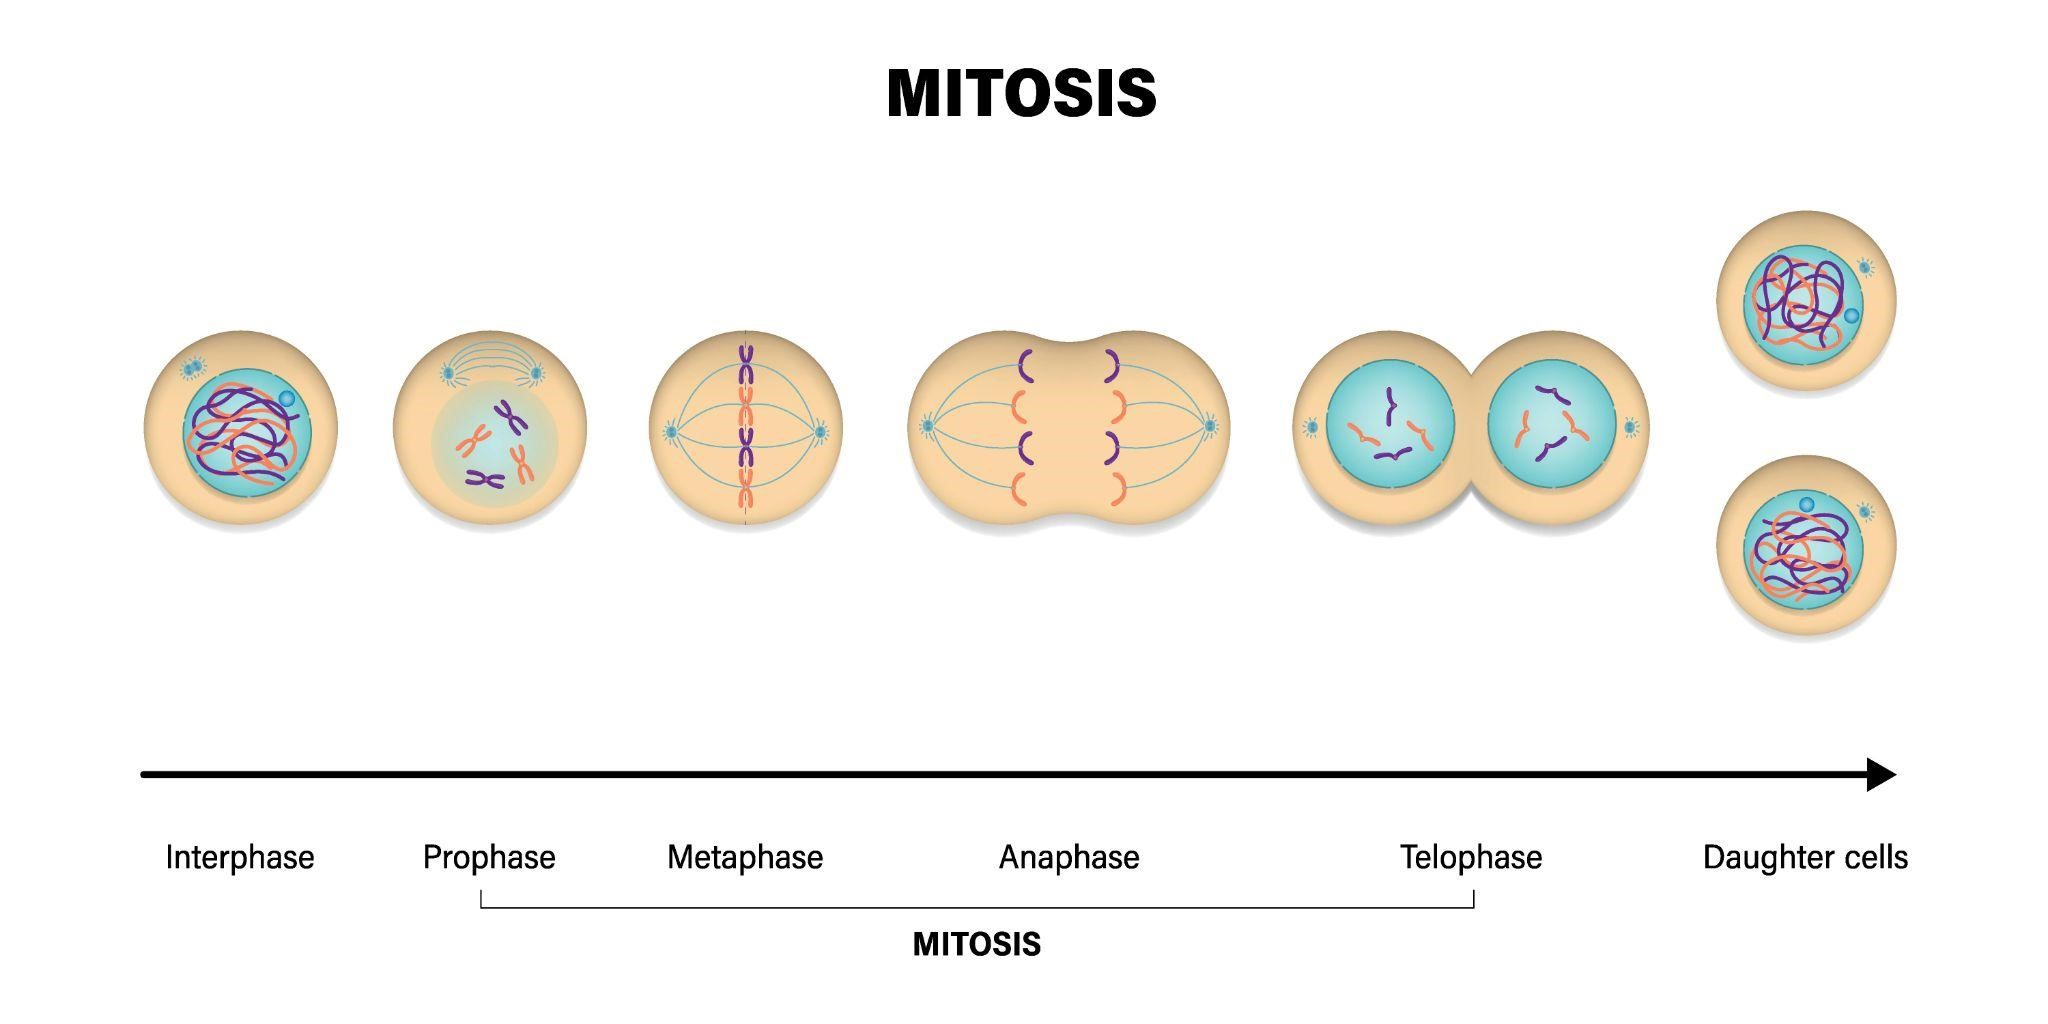 MITOSIS
Interphase
Prophase
Metaphase
Anaphase
Telophase
Daughter cells
MITOSIS